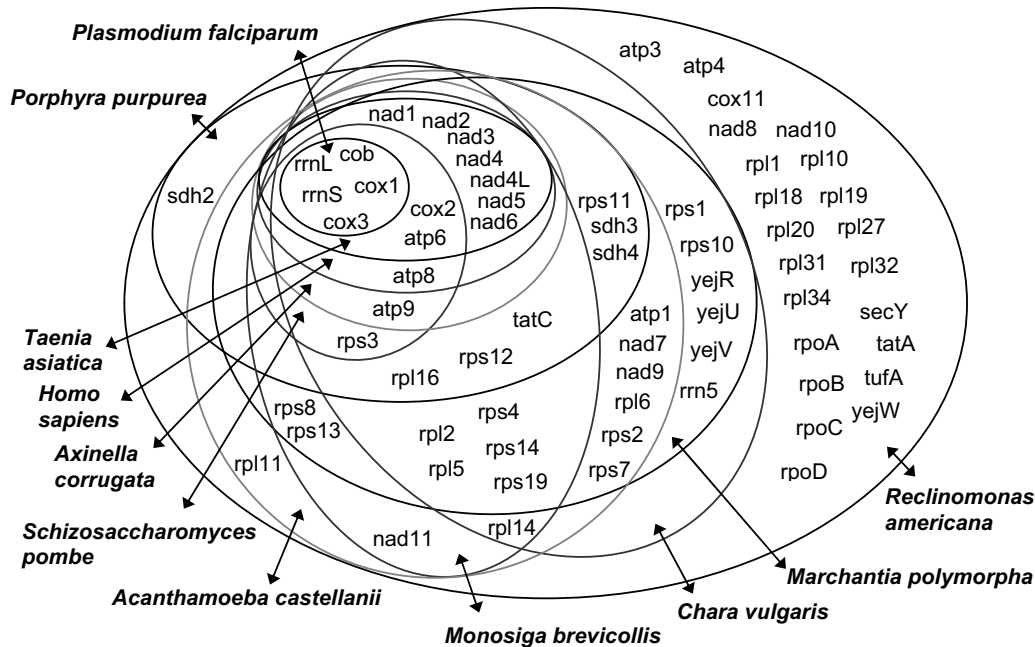 Plasmodium falciparum
Porphyra purpurea
atp3
atp4
cox11
nad8
nad10
rpl1
rpl10
rpl18
rpl19
rpl20
rpl27
rpl31
rpl32
rpl34
secY
rpoA
tatA
rpoB
tufA
yejW
rpoC
rpoD
nad1
nad2
nad3
nad4
nad4L
nad5
nad6
rrnL
cob
rrnS
cox1
cox3
cox2
atp6
sdh2
rps11
sdh3
sdh4
rps1
rps10
yejR
yejU
yejV
rrn5
atp8
atp9
rps3
tatC
rps12
rpl16
atp1
nad7
nad9
rpl6
rps2
rps7
rps8
rps13
rpl11
rpl2
rps4
rps14
rpl5
rps19
rpl14
nad11
Taenia
asiatica
Homo
sapiens
Axinella
corrugata
Schizosaccharomyces
pombe
Acanthamoeba castellanii
Monosiga brevicollis
Chara vulgaris
Marchantia polymorpha
Reclinomonas
americana